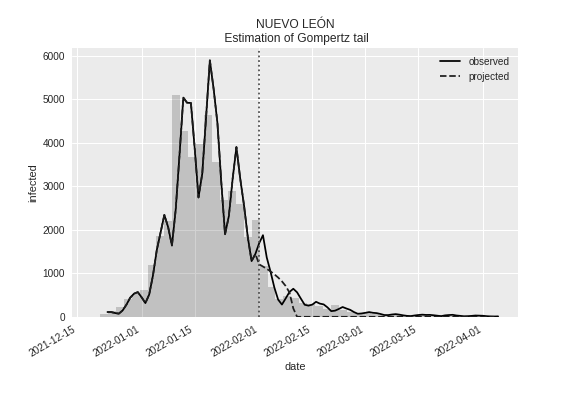 NUEVO LEÓN
Estimation of Gompertz tail
observed
projected
6000
5000
4000
3000
2000
1000
0
infected
2021-12-15
2022-01-01
2022-01-15
2022-02-01
2022-02-15
2022-03-01
2022-03-15
2022-04-01
date